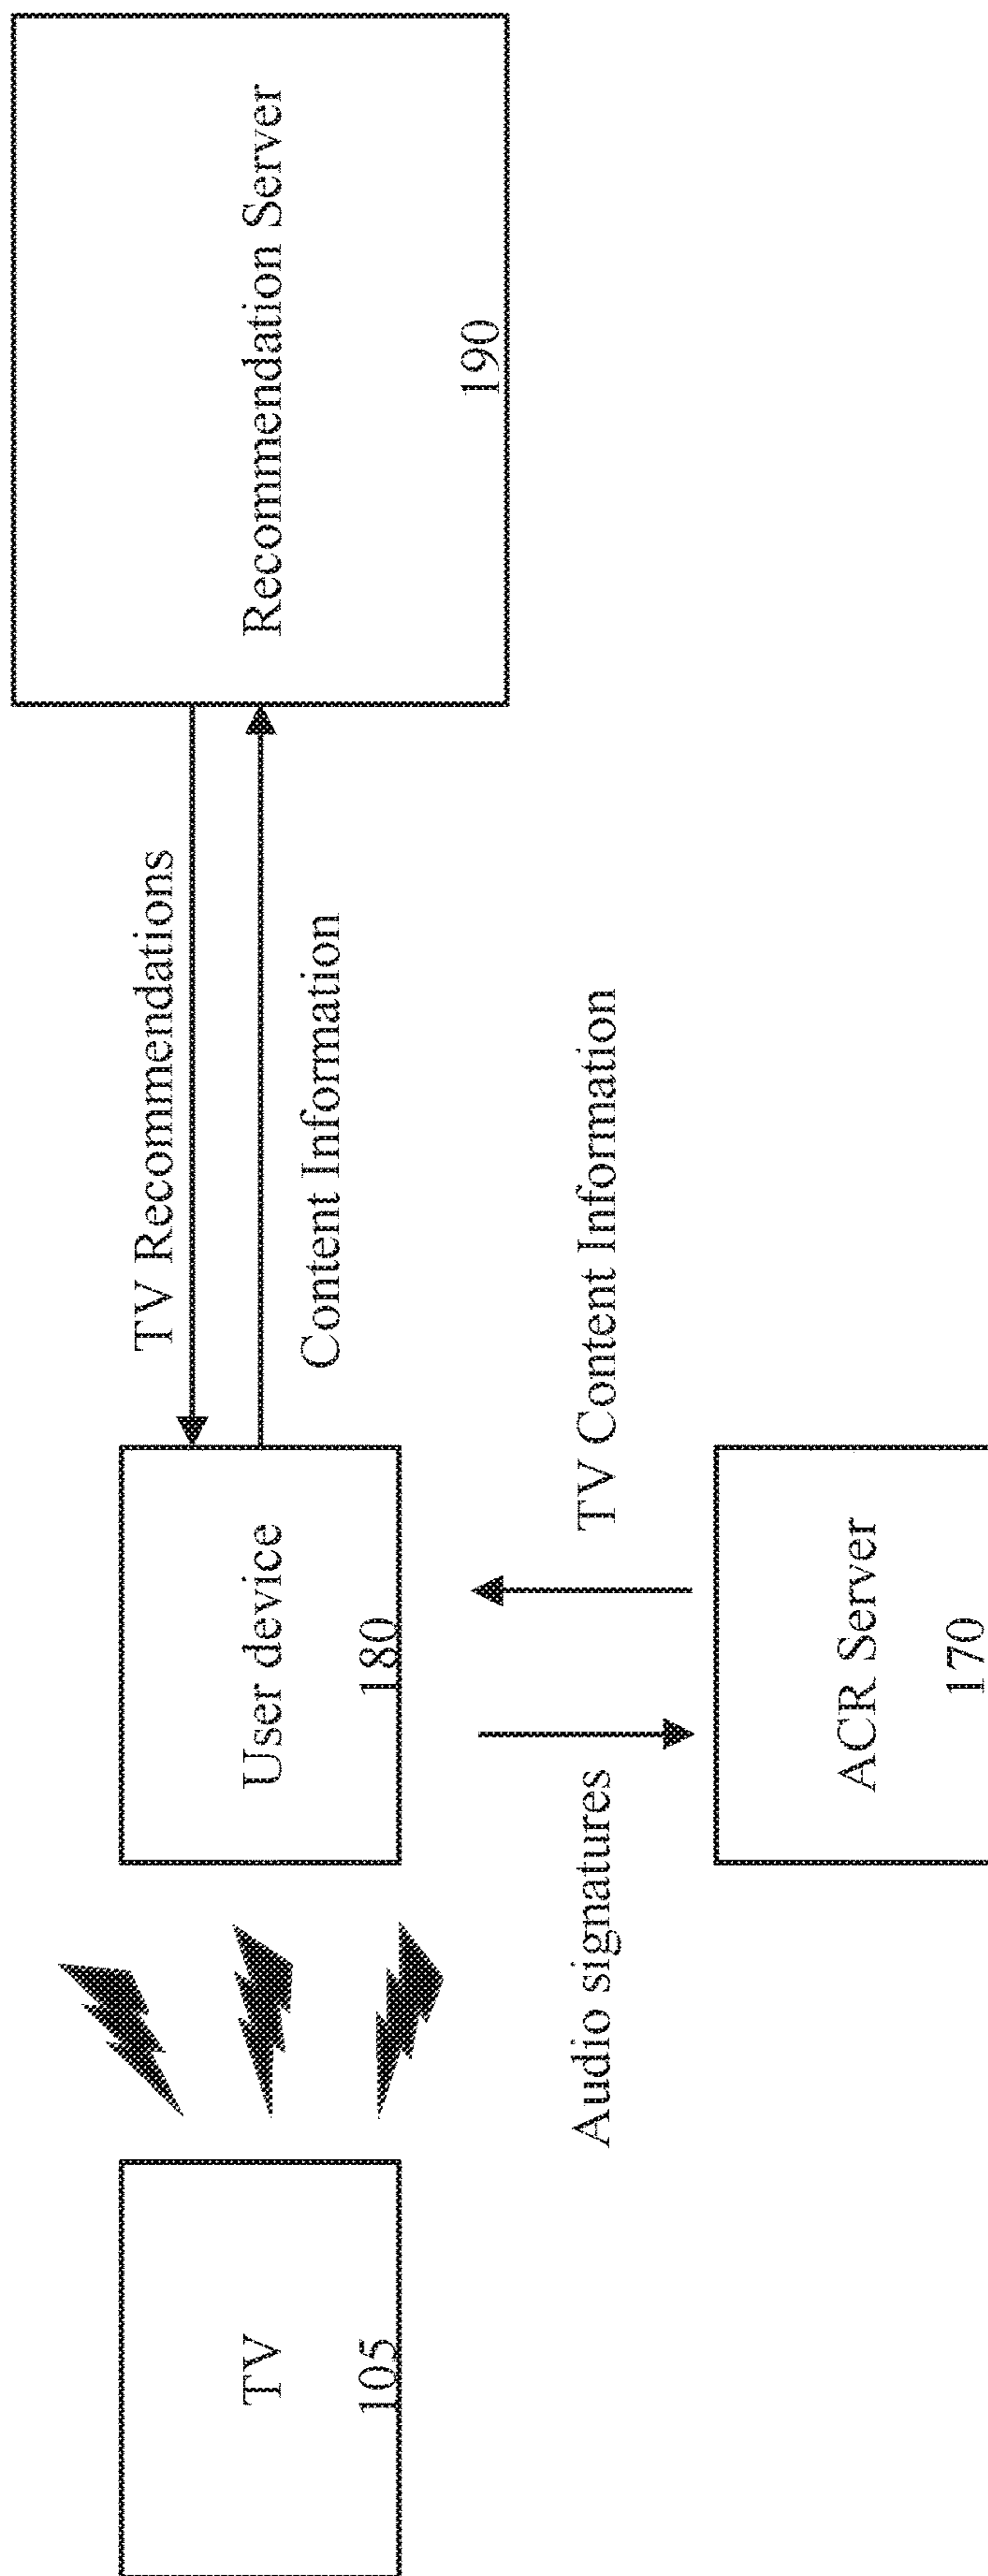 TV
105
User device
180
TV Recommendations
Content Information
Recommendation Server
190
Audio signatures
TV Content Information
ACR Server
170